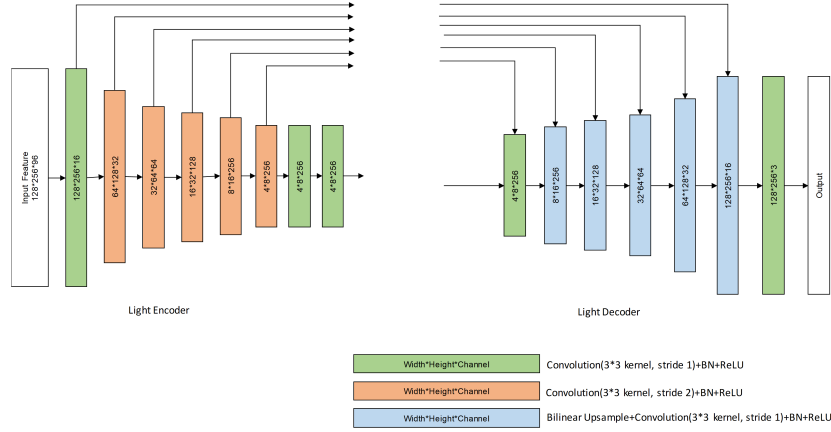 Input Feature
128*256*96
128*256*16
64*128*32
32*64*64
16*32*128
8*16*256
4*8*256
4*8*256
4*8*256
4*8*256
8*16*256
16*32*128
32*64*64
64*128*32
128*256*16
128*256*3
Output
Light Encoder
Light Decoder
Width*Height*Channel Convolution(3*3 kernel, stride 1)+BN+ReLU
Width*Height*Channel Convolution(3*3 kernel, stride 2)+BN+ReLU
Width*Height*Channel Bilinear Upsample+Convolution(3*3 kernel, stride 1)+BN+ReLU